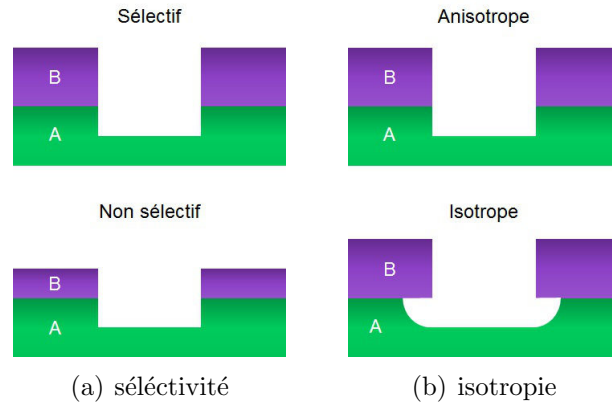 Sélectif
Anisotrope
B
B
A
A
Non sélectif
Isotrope
B
B
A
A
(a) séléctivité
(b) isotropie